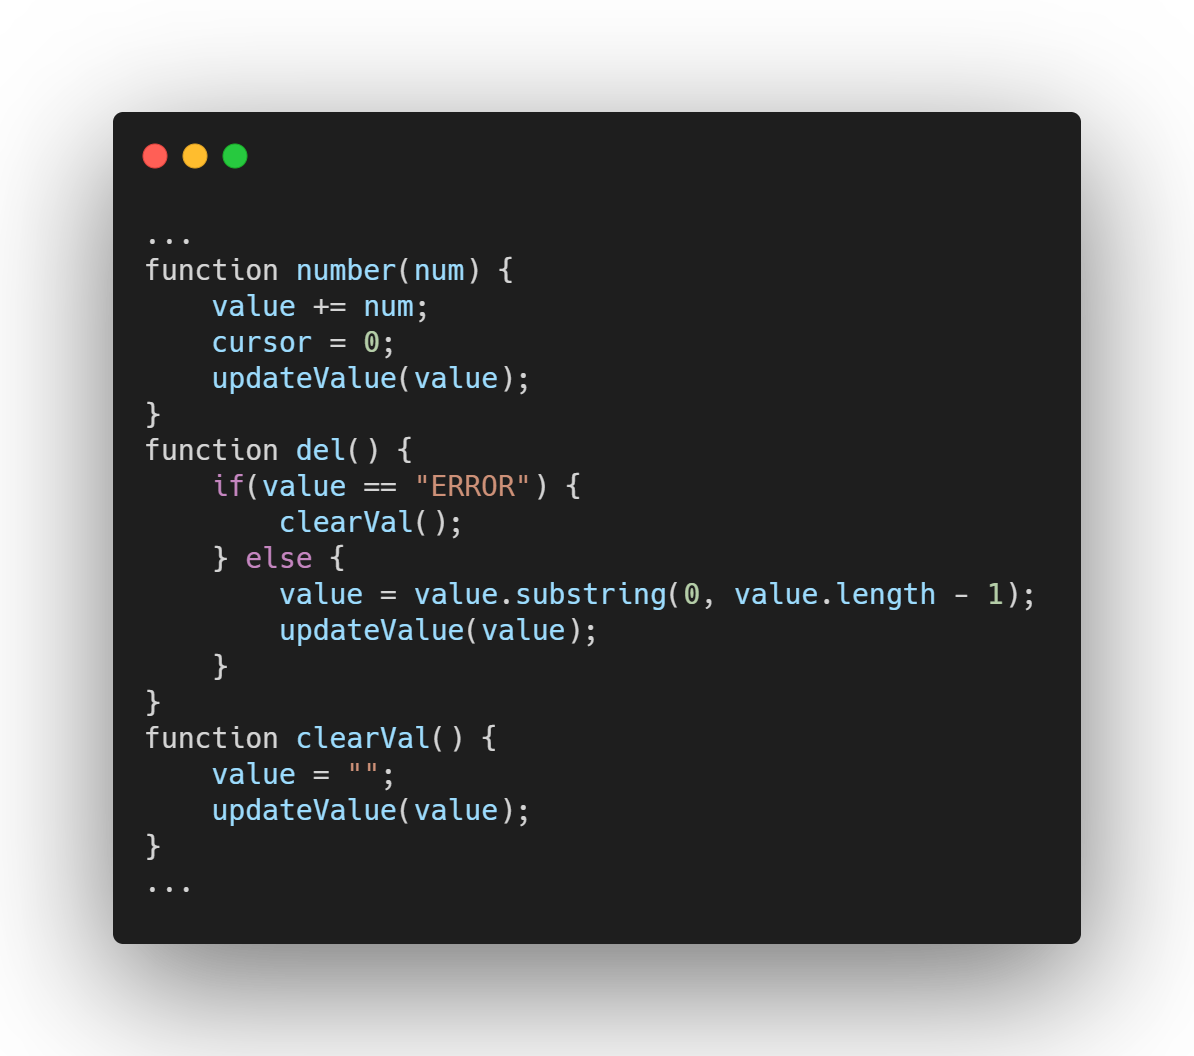 ...
function number(num) {
    value += num;
    cursor = 0;
    updateValue(value);
}
function del() {
    if(value == "ERROR") {
        clearVal();
    } else {
        value = value.substring(0, value.length - 1);
        updateValue(value);
    }
}
function clearVal() {
    value = "";
    updateValue(value);
}
...